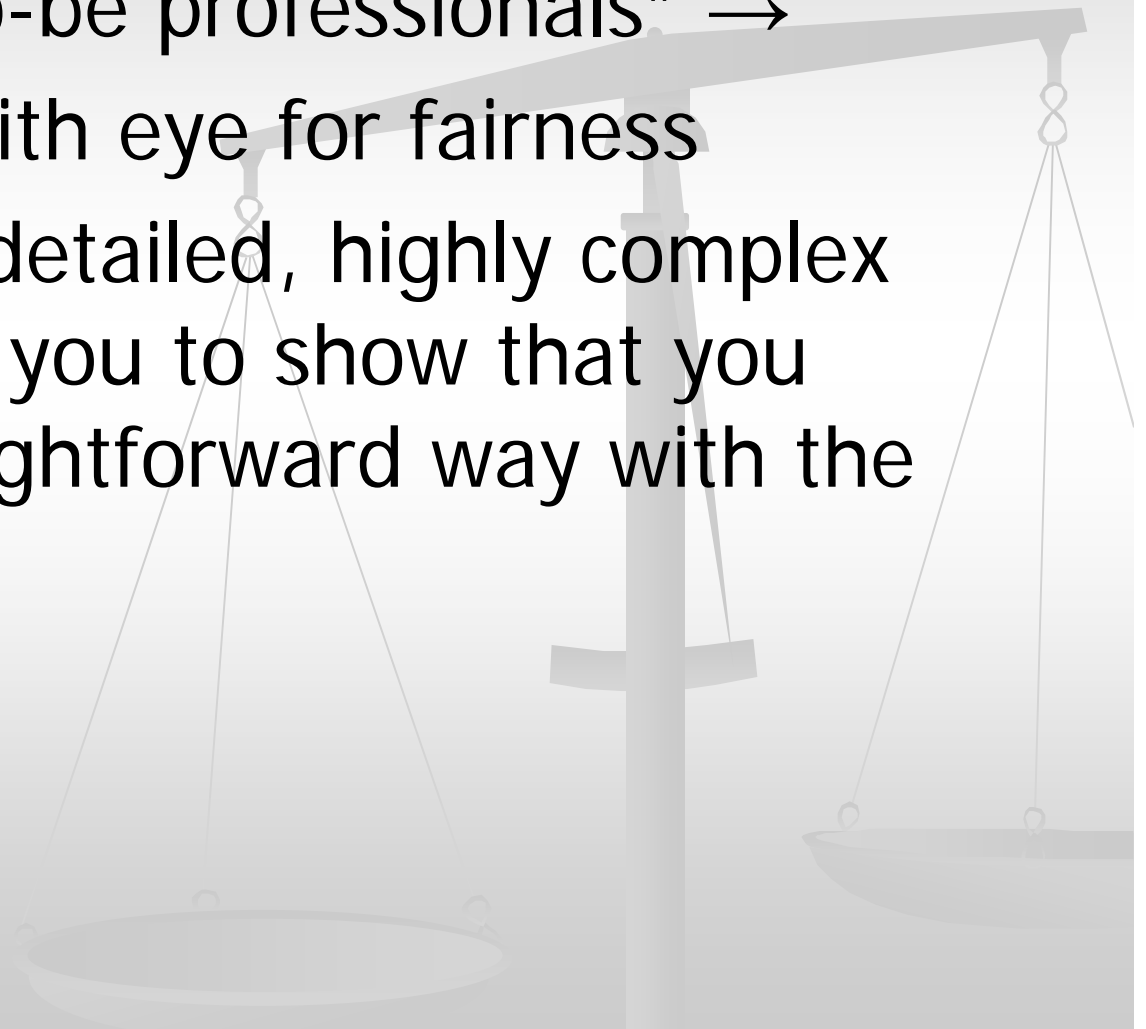 o-be professionals" →
ith eye for fairness
detailed, highly complex
you to show that you
ghtforward way with the